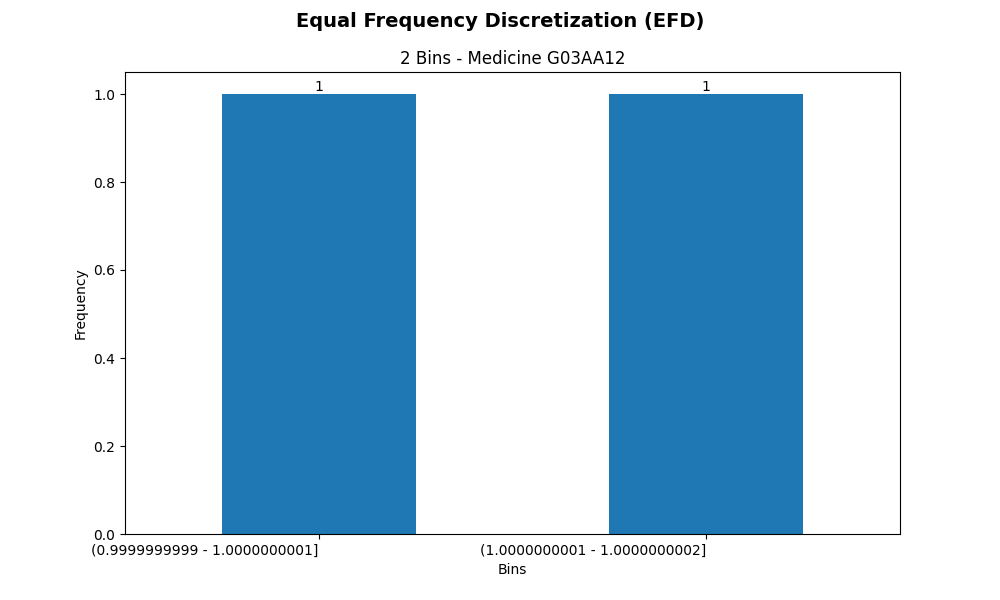 Equal Frequency Discretization (EFD)
2 Bins - Medicine G03AA12
1 1
1.0
0.8
0.6
0.4
0.2
0.0
Frequency
(0.9999999999 - 1.0000000001] (1.0000000001 - 1.0000000002]
Bins